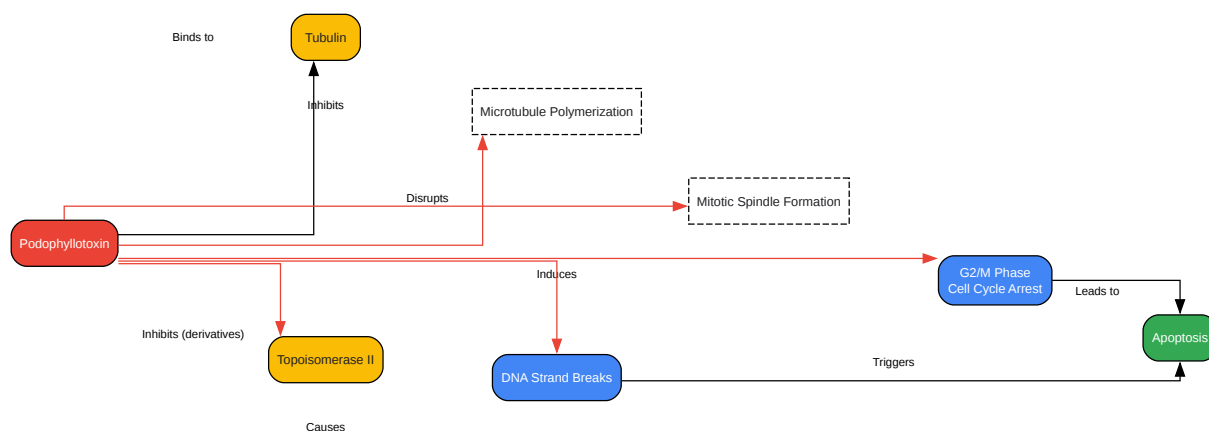 Binds to
Tubulin
Inhibits
Microtubule Polymerization
Disrupts
Mitotic Spindle Formation
Podophyllotoxin
Induces
G2/M Phase
Cell Cycle Arrest
Leads to
Inhibits (derivatives)
Topoisomerase II
Apoptosis
DNA Strand Breaks
Triggers
Causes